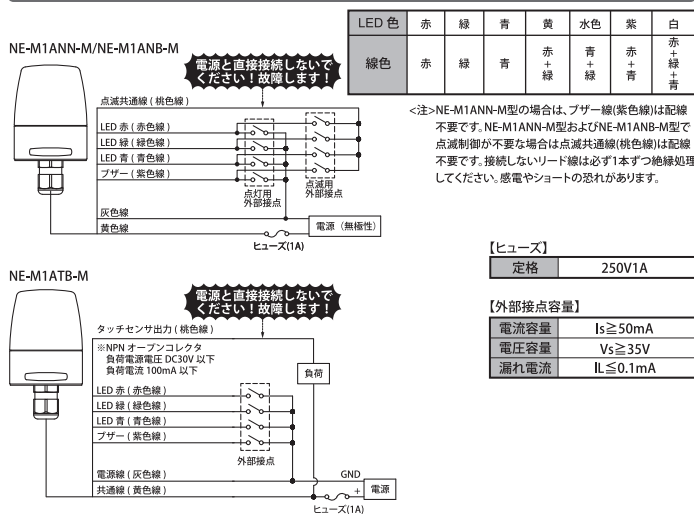 NE-M1ANN-M/NE-M1ANB-M
電源と直接接続しないで
ください！故障します！
点滅共通線 ( 桃色線 )
LED 赤 ( 赤色線 )
LED 緑 ( 緑色線 )
LED 青 ( 青色線 )
ブザー ( 紫色線 )
点灯用
外部接点
点滅用
外部接点
灰色線
黄色線
電源（無極性）
ヒューズ(1A)
LED 色 赤 緑 青 黄 水色 紫 白
線色 赤 緑 青 赤+緑 青+緑 赤+青 赤+緑+青
<注>NE-M1ANN-M型の場合は、ブザー線(紫色線)は配線
不要です。NE-M1ANN-M型およびNE-M1ANB-M型で
点滅制御が不要な場合は点滅共通線(桃色線)は配線
不要です。接続しないリード線は必ず1本ずつ絶縁処理
してください。感電やショートの恐れがあります。
NE-M1ATB-M
電源と直接接続しないで
ください！故障します！
タッチセンサ出力 ( 桃色線 )
※NPN オープンコレクタ
負荷電源電圧 DC30V 以下
負荷電流 100mA 以下
負荷
LED 赤 ( 赤色線 )
LED 緑 ( 緑色線 )
LED 青 ( 青色線 )
ブザー ( 紫色線 )
外部接点
電源線 ( 灰色線 )
共通線 ( 黄色線 )
GND
+
電源
ヒューズ(1A)
【ヒューズ】
定格 250V1A
【外部接点容量】
電流容量 Is≧50mA
電圧容量 Vs≧35V
漏れ電流 IL≦0.1mA